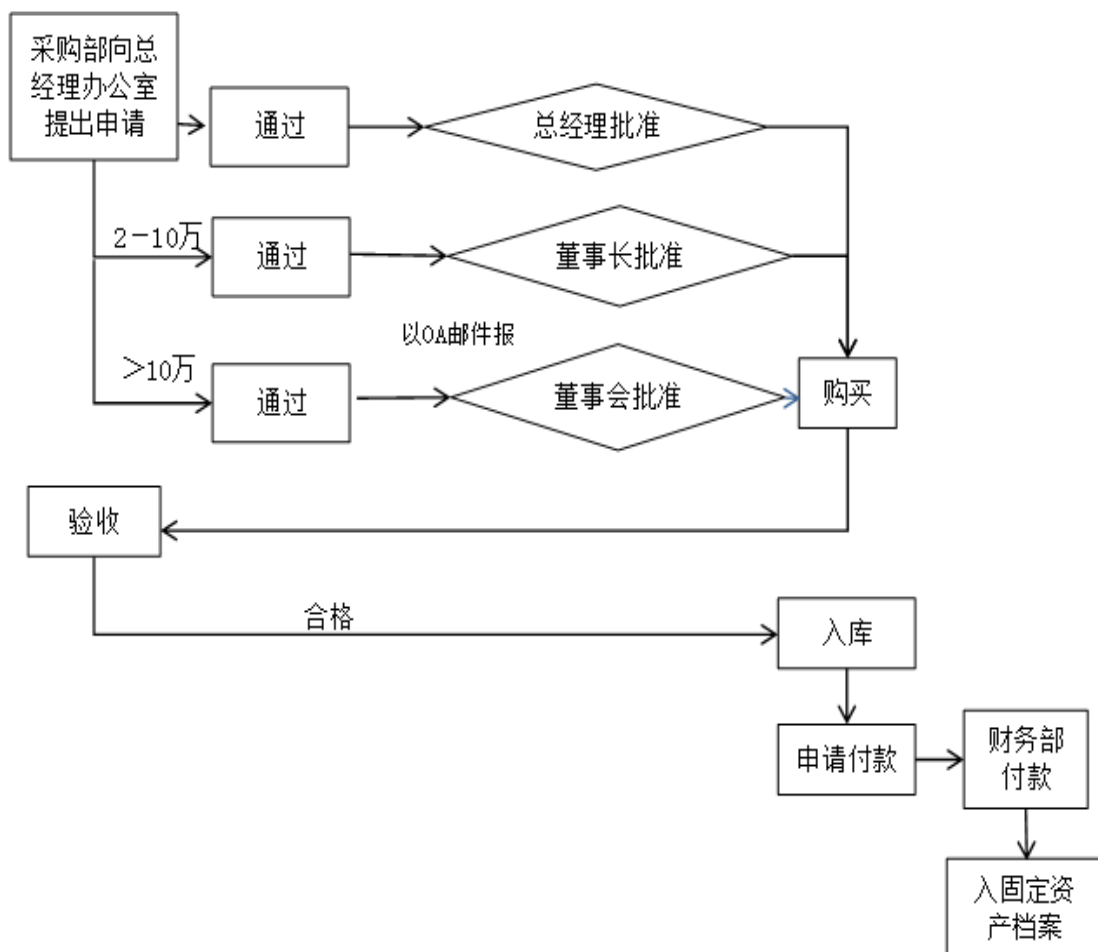 采购部向总
经理办公室
提出申请
通过
总经理批准
2－10万
通过
董事长批准
以OA邮件报
＞10万
通过
董事会批准
购买
验收
合格
入库
申请付款
财务部
付款
入固定资
产档案